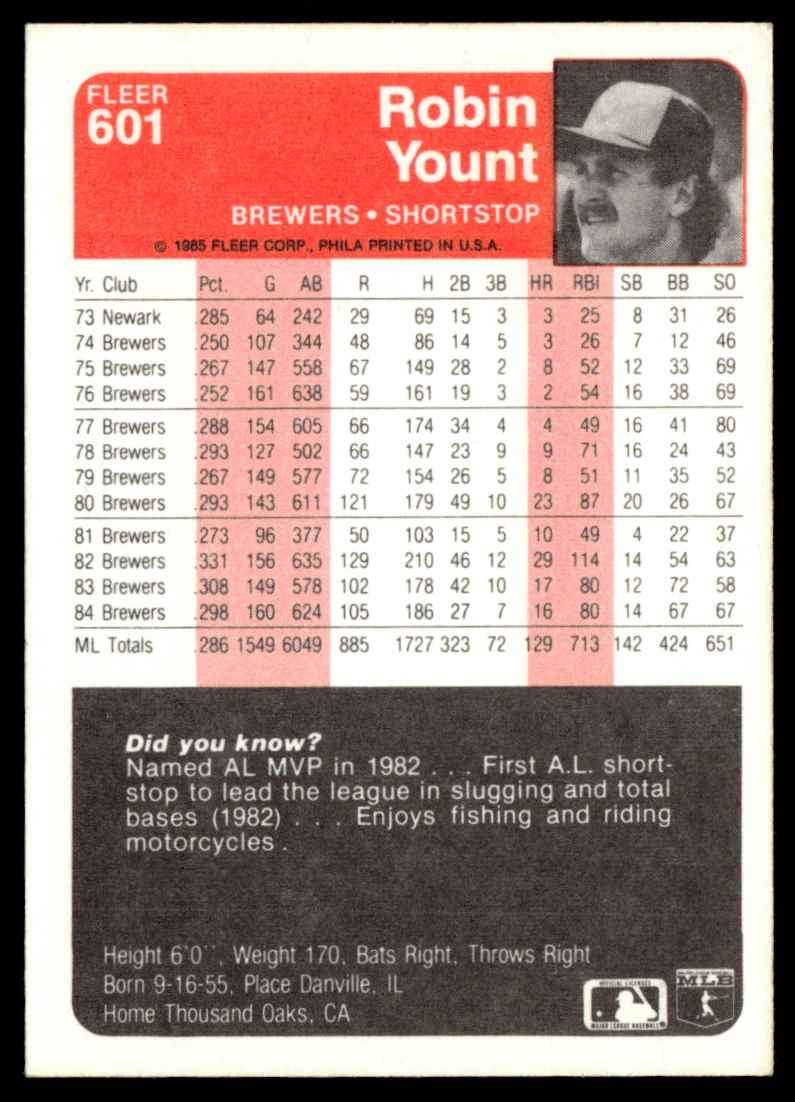 FLEER
601
Robin
Yount
BREWERS • SHORTSTOP
© 1985 FLEER CORP., PHILA PRINTED IN U.S.A.
Yr. Club Pct. G AB R H 2B 3B HR RBI SB BB SO
73 Newark .285 64 242 29 69 15 3 3 25 8 31 26
74 Brewers .250 107 344 48 86 14 5 3 26 7 12 46
75 Brewers .267 147 558 67 149 28 2 8 52 12 33 69
76 Brewers .252 161 638 59 161 19 3 2 54 16 38 69
77 Brewers .288 154 605 66 174 34 4 4 49 16 41 80
78 Brewers .293 127 502 66 147 23 9 9 71 16 24 43
79 Brewers .267 149 577 72 154 26 5 8 51 11 35 52
80 Brewers .293 143 611 121 179 49 10 23 87 20 26 67
81 Brewers .273 96 377 50 103 15 5 10 49 4 22 37
82 Brewers .331 156 635 129 210 46 12 29 114 14 54 63
83 Brewers .308 149 578 102 178 42 10 17 80 12 72 58
84 Brewers .298 160 624 105 186 27 7 16 80 14 67 67
ML Totals .286 1549 6049 885 1727 323 72 129 713 142 424 651
Did you know?
Named AL MVP in 1982 . . . First A.L. short-
stop to lead the league in slugging and total
bases (1982) . . . Enjoys fishing and riding
motorcycles .
Height 6'0'', Weight 170, Bats Right, Throws Right
Born 9-16-55, Place Danville, IL
Home Thousand Oaks, CA
OFFICIAL LICENSEE
MAJOR LEAGUE BASEBALL
MLB